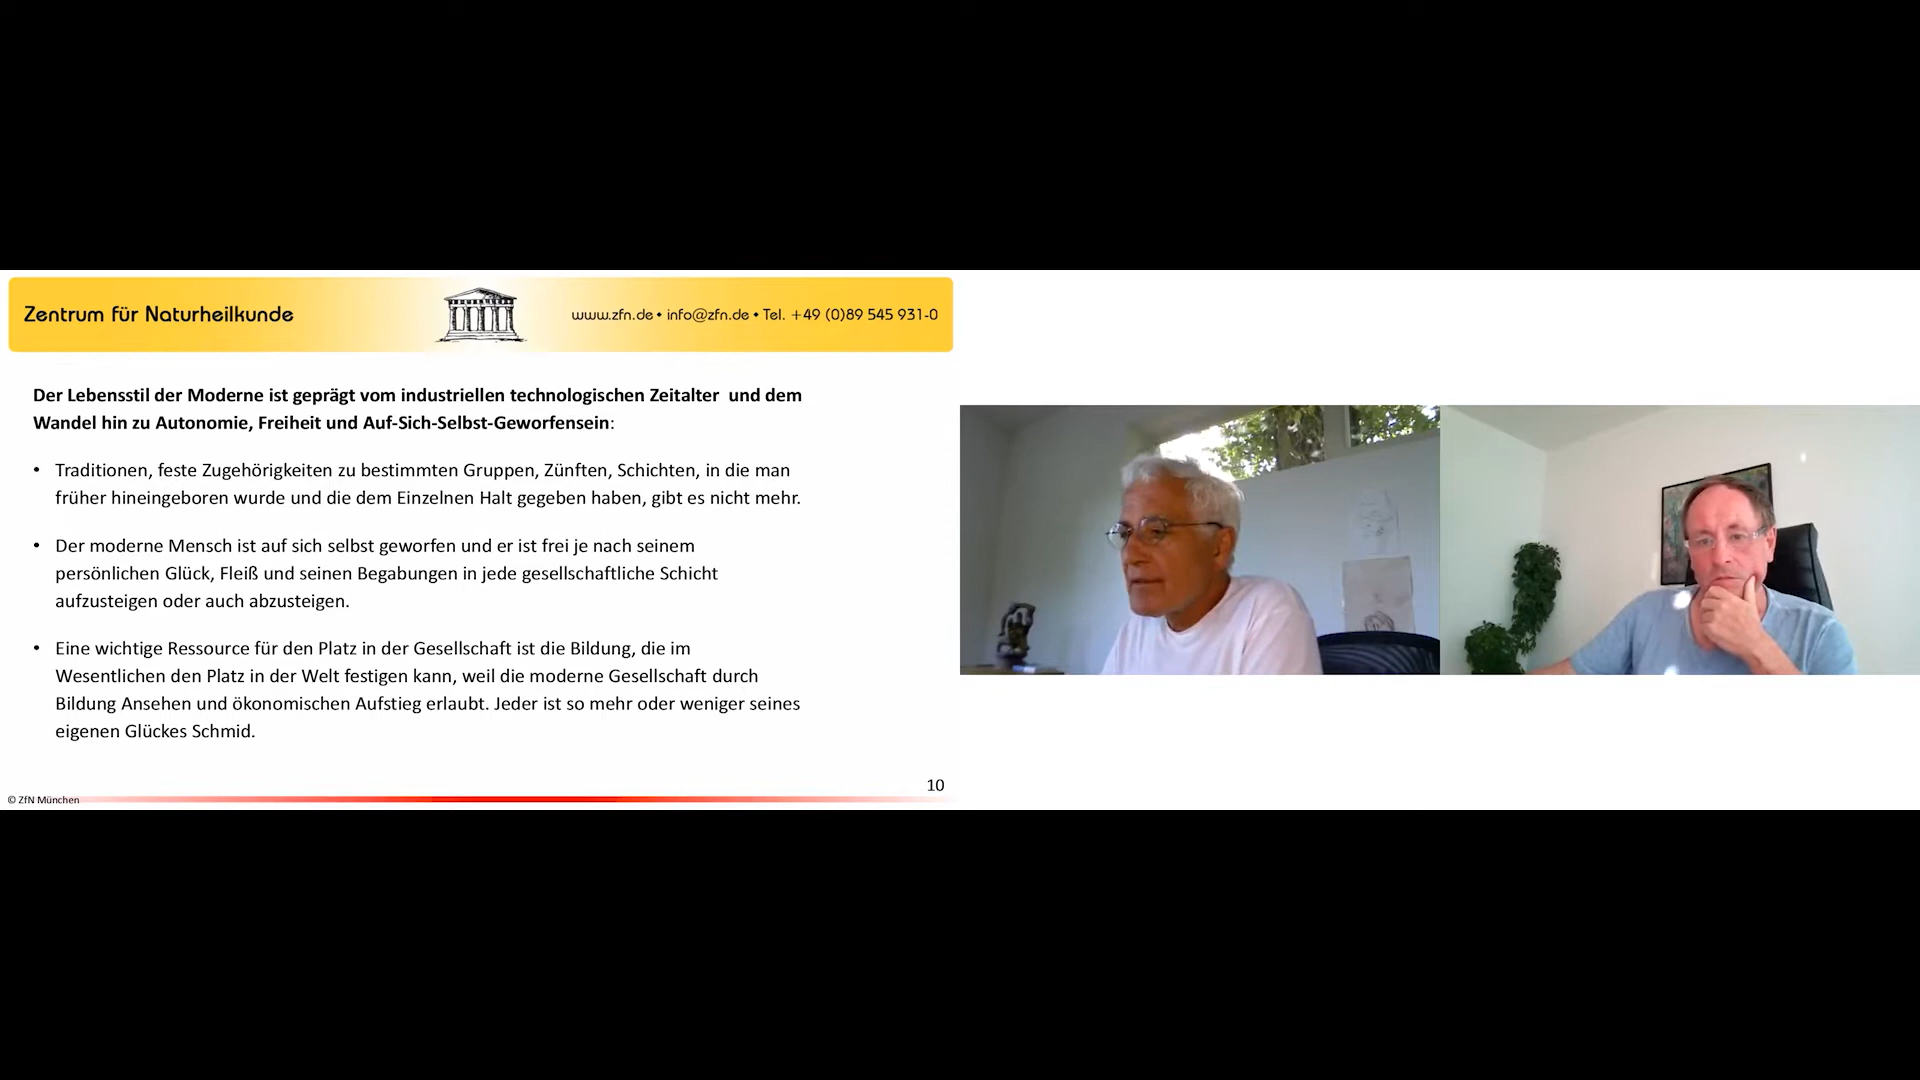 Zentrum für Naturheilkunde
www.zfn.de • info@zfn.de • Tel. +49 (0)89 545 931-0
Der Lebensstil der Moderne ist geprägt vom industriellen technologischen Zeitalter und dem
Wandel hin zu Autonomie, Freiheit und Auf-Sich-Selbst-Geworfensein:
• Traditionen, feste Zugehörigkeiten zu bestimmten Gruppen, Zünften, Schichten, in die man
früher hineingeboren wurde und die dem Einzelnen Halt gegeben haben, gibt es nicht mehr.
• Der moderne Mensch ist auf sich selbst geworfen und er ist frei je nach seinem
persönlichen Glück, Fleiß und seinen Begabungen in jede gesellschaftliche Schicht
aufzusteigen oder auch abzusteigen.
• Eine wichtige Ressource für den Platz in der Gesellschaft ist die Bildung, die im
Wesentlichen den Platz in der Welt festigen kann, weil die moderne Gesellschaft durch
Bildung Ansehen und ökonomischen Aufstieg erlaubt. Jeder ist so mehr oder weniger seines
eigenen Glückes Schmid.
10
© ZfN München